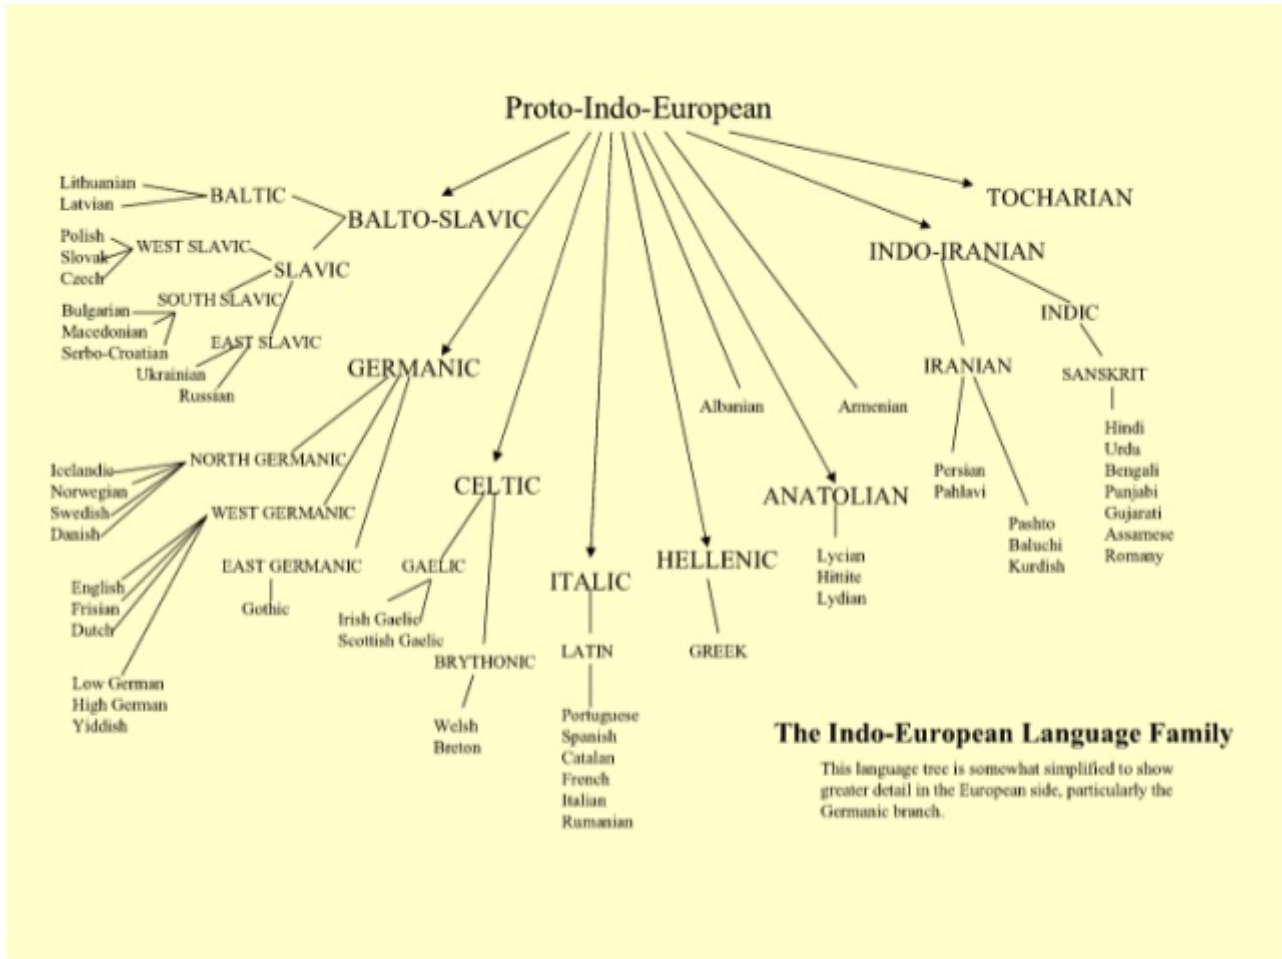 Proto-Indo-European
TOCHARIAN
INDO-IRANIAN
INDIC
IRANIAN
SANSKRIT
Hindi
Urdu
Bengali
Punjabi
Gujarati
Assamese
Romany
Persian
Pahlavi
Pashto
Baluchi
Kurdish
BALTO-SLAVIC
BALTIC
Lithuanian
Latvian
SLAVIC
WEST SLAVIC
Polish
Slovak
Czech
SOUTH SLAVIC
Bulgarian
Macedonian
Serbo-Croatian
EAST SLAVIC
Ukrainian
Russian
GERMANIC
NORTH GERMANIC
Icelandic
Norwegian
Swedish
Danish
WEST GERMANIC
English
Frisian
Dutch
Low German
High German
Yiddish
EAST GERMANIC
Gothic
CELTIC
GAELIC
Irish Gaelic
Scottish Gaelic
BRYTHONIC
Welsh
Breton
ITALIC
LATIN
Portuguese
Spanish
Catalan
French
Italian
Rumanian
HELLENIC
GREEK
Albanian
ANATOLIAN
Lycian
Hittite
Lydian
Armenian
The Indo-European Language Family
This language tree is somewhat simplified to show
greater detail in the European side, particularly the
Germanic branch.